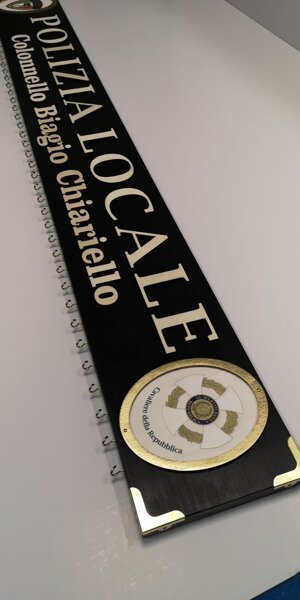 POLIZIA LOCALE
Colonnello Biagio Chiariello
Cavaliere della Repubblica